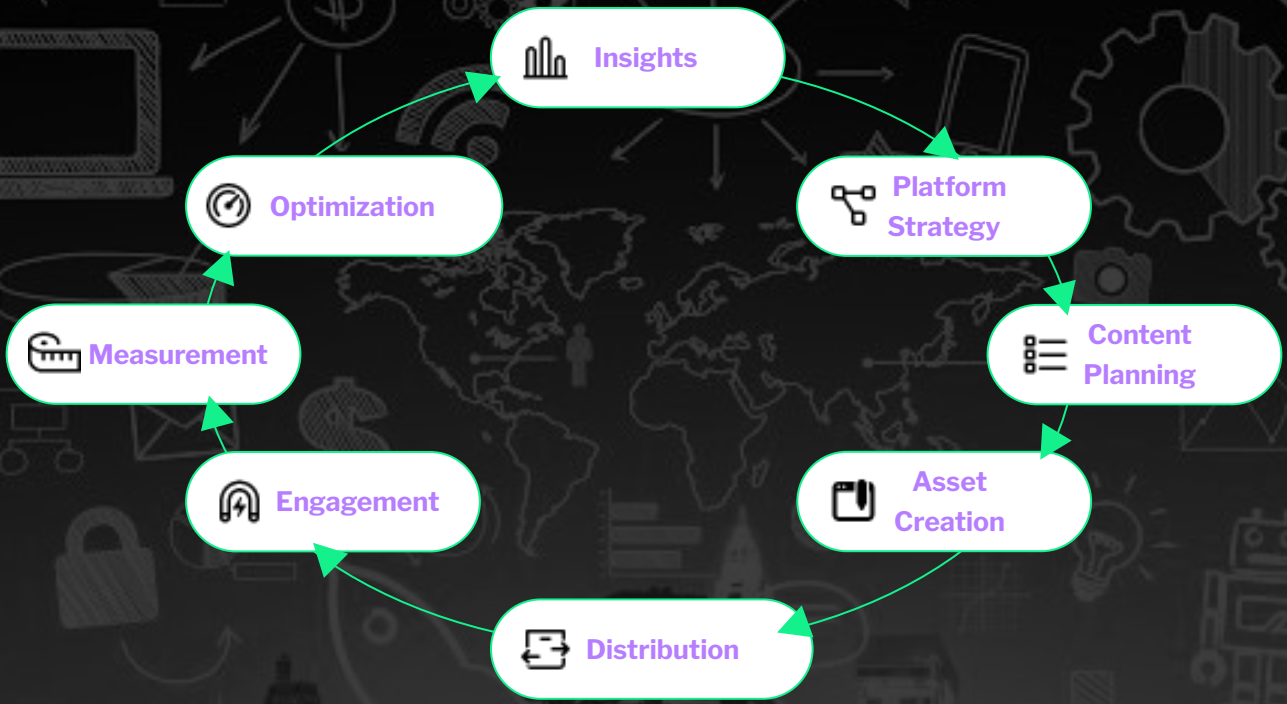 Insights
Platform
Strategy
Content
Planning
Asset
Creation
Distribution
Engagement
Measurement
Optimization